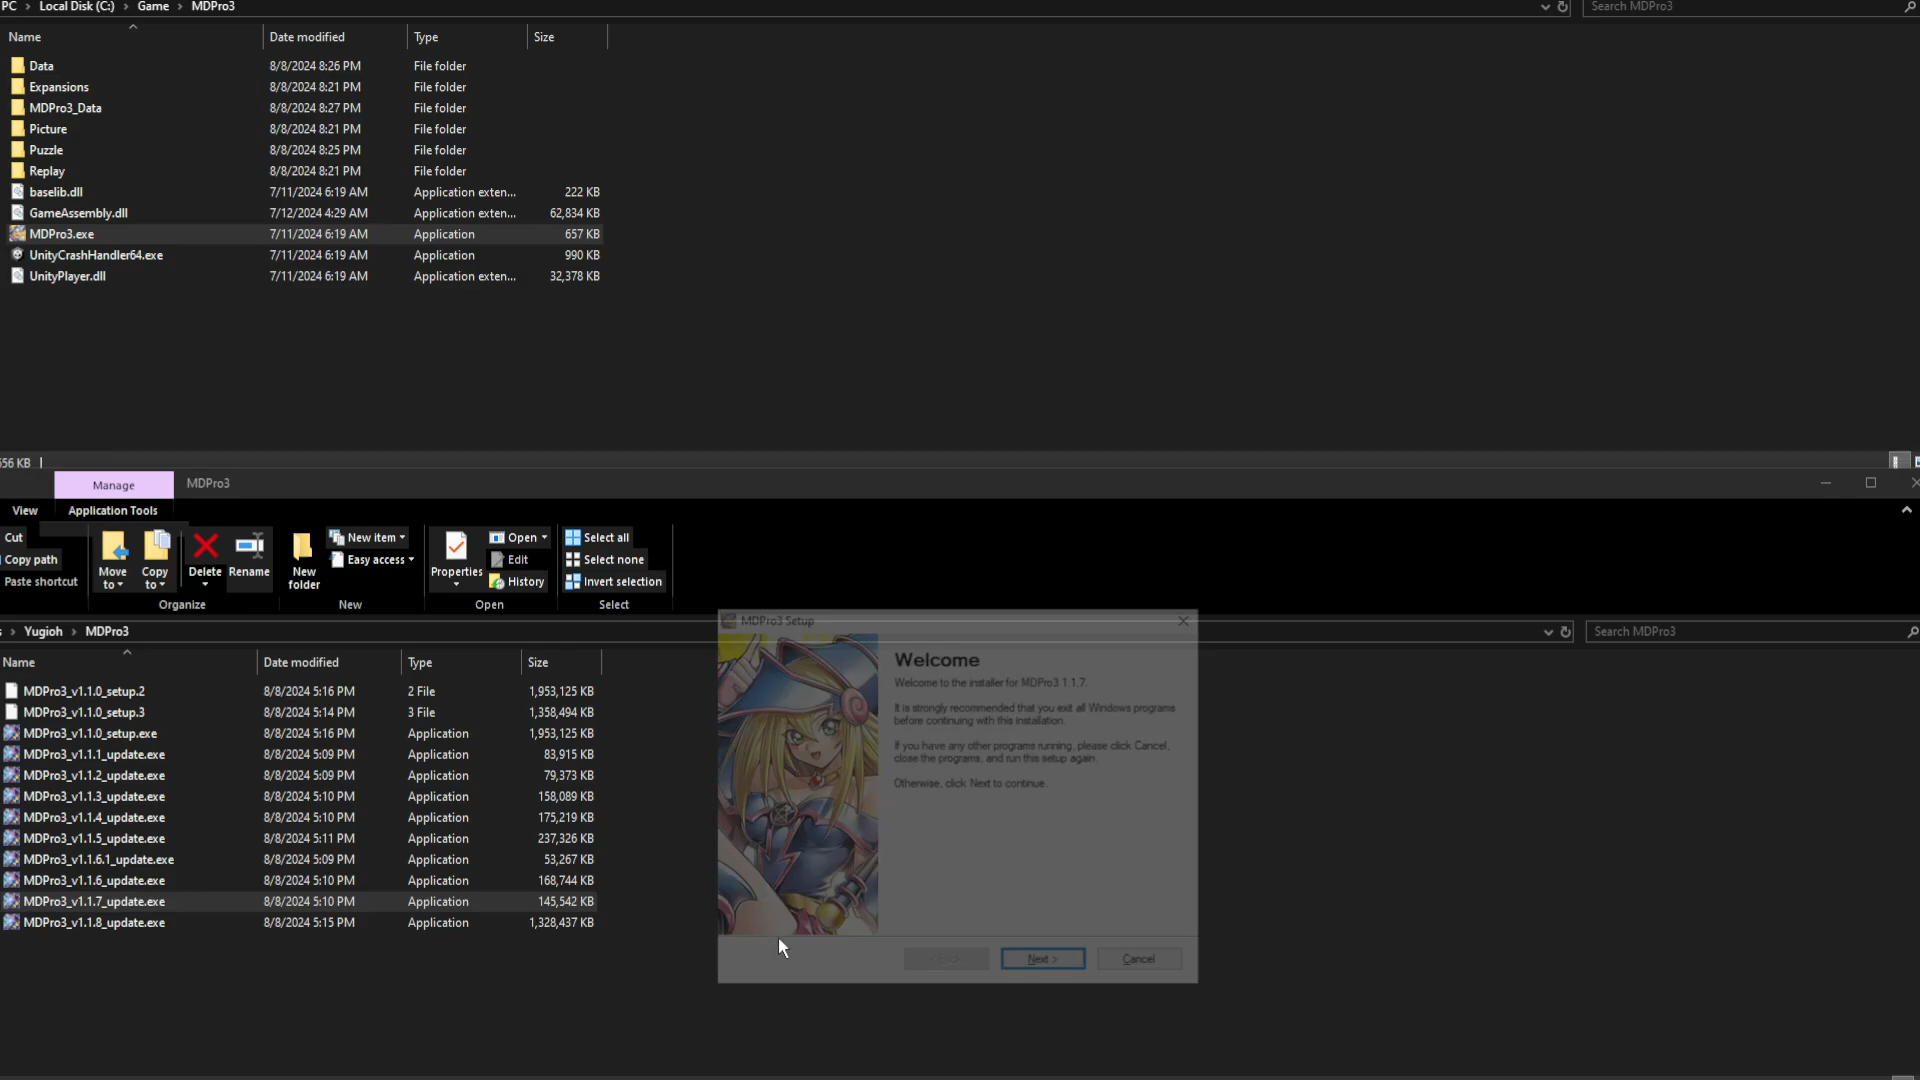 PC > Local Disk (C:) > Game > MDPro3
Search MDPro3
Name Date modified Type Size
Data 8/8/2024 8:26 PM File folder
Expansions 8/8/2024 8:21 PM File folder
MDPro3_Data 8/8/2024 8:27 PM File folder
Picture 8/8/2024 8:21 PM File folder
Puzzle 8/8/2024 8:25 PM File folder
Replay 8/8/2024 8:21 PM File folder
baselib.dll 7/11/2024 6:19 AM Application exten... 222 KB
GameAssembly.dll 7/12/2024 4:29 AM Application exten... 62,834 KB
MDPro3.exe 7/11/2024 6:19 AM Application 657 KB
UnityCrashHandler64.exe 7/11/2024 6:19 AM Application 990 KB
UnityPlayer.dll 7/11/2024 6:19 AM Application exten... 32,378 KB
556 KB
Manage MDPro3
View Application Tools
Cut
Copy path
Paste shortcut
Move to
Copy to
Delete
Rename
Organize
New folder
New item
Easy access
New
Properties
Open
Edit
History
Open
Select all
Select none
Invert selection
Select
s > Yugioh > MDPro3
Search MDPro3
Name Date modified Type Size
MDPro3_v1.1.0_setup.2 8/8/2024 5:16 PM 2 File 1,953,125 KB
MDPro3_v1.1.0_setup.3 8/8/2024 5:14 PM 3 File 1,358,494 KB
MDPro3_v1.1.0_setup.exe 8/8/2024 5:16 PM Application 1,953,125 KB
MDPro3_v1.1.1_update.exe 8/8/2024 5:09 PM Application 83,915 KB
MDPro3_v1.1.2_update.exe 8/8/2024 5:09 PM Application 79,373 KB
MDPro3_v1.1.3_update.exe 8/8/2024 5:10 PM Application 158,089 KB
MDPro3_v1.1.4_update.exe 8/8/2024 5:10 PM Application 175,219 KB
MDPro3_v1.1.5_update.exe 8/8/2024 5:11 PM Application 237,326 KB
MDPro3_v1.1.6.1_update.exe 8/8/2024 5:09 PM Application 53,267 KB
MDPro3_v1.1.6_update.exe 8/8/2024 5:10 PM Application 168,744 KB
MDPro3_v1.1.7_update.exe 8/8/2024 5:10 PM Application 145,542 KB
MDPro3_v1.1.8_update.exe 8/8/2024 5:15 PM Application 1,328,437 KB
MDPro3 Setup
Welcome
Welcome to the installer for MDPro3 1.1.7.
It is strongly recommended that you exit all Windows programs
before continuing with this installation.
If you have any other programs running, please click Cancel,
close the programs, and run this setup again.
Otherwise, click Next to continue.
Next > Cancel